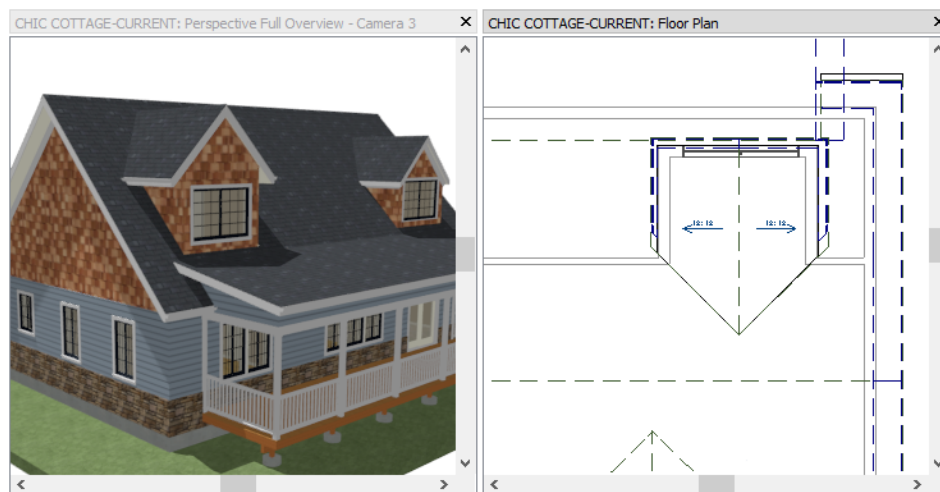 CHIC COTTAGE-CURRENT: Perspective Full Overview - Camera 3
CHIC COTTAGE-CURRENT: Floor Plan
12:12
12:12